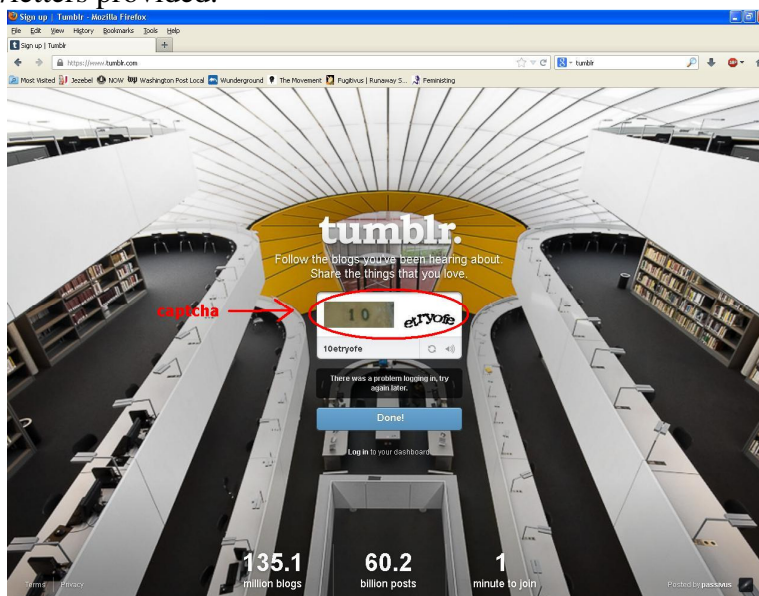 letters provided.
Sign up | Tumblr - Mozilla Firefox
File Edit View History Bookmarks Tools Help
Sign up | Tumblr
https://www.tumblr.com
tumblr
Most Visited Jezebel NOW Washington Post Local Wunderground The Movement Fugitivus | Runaway S... Feministing
tumblr.
Follow the blogs you've been hearing about.
Share the things that you love.
captcha
10 etryofe
10etryofe
There was a problem logging in, try
again later.
Done!
Log in to your dashboard
135.1 60.2 1
million blogs billion posts minute to join
Terms Privacy Posted by passivus